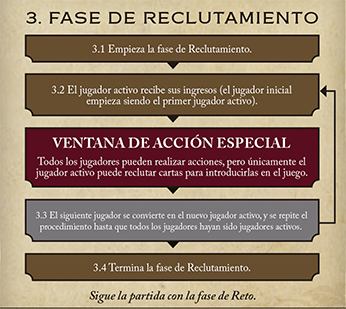 3. FASE DE RECLUTAMIENTO
3.1 Empieza la fase de Reclutamiento.
3.2 El jugador activo recibe sus ingresos (el jugador inicial
empieza siendo el primer jugador activo).
VENTANA DE ACCIÓN ESPECIAL
Todos los jugadores pueden realizar acciones, pero únicamente el
jugador activo puede reclutar cartas para introducirlas en el juego.
3.3 El siguiente jugador se convierte en el nuevo jugador activo, y se repite el
procedimiento hasta que todos los jugadores hayan sido jugadores activos.
3.4 Termina la fase de Reclutamiento.
Sigue la partida con la fase de Reto.